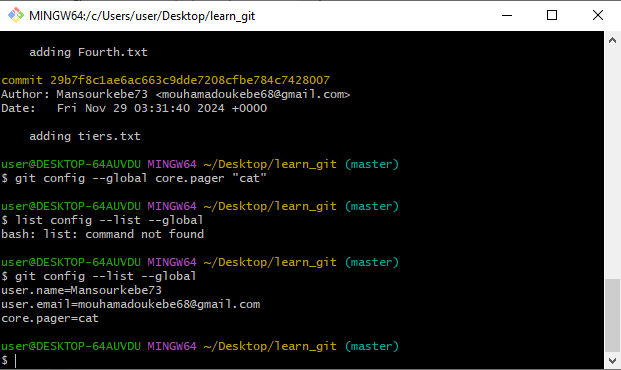 MINGW64:/c/Users/user/Desktop/learn_git
adding Fourth.txt
commit 29b7f8c1ae6ac663c9dde7208cfbe784c7428007
Author: Mansourkebe73 <mouhamadoukebe68@gmail.com>
Date:   Fri Nov 29 03:31:40 2024 +0000
adding tiers.txt
user@DESKTOP-64AUVDU MINGW64 ~/Desktop/learn_git (master)
$ git config --global core.pager "cat"
user@DESKTOP-64AUVDU MINGW64 ~/Desktop/learn_git (master)
$ list config --list --global
bash: list: command not found
user@DESKTOP-64AUVDU MINGW64 ~/Desktop/learn_git (master)
$ git config --list --global
user.name=Mansourkebe73
user.email=mouhamadoukebe68@gmail.com
core.pager=cat
user@DESKTOP-64AUVDU MINGW64 ~/Desktop/learn_git (master)
$